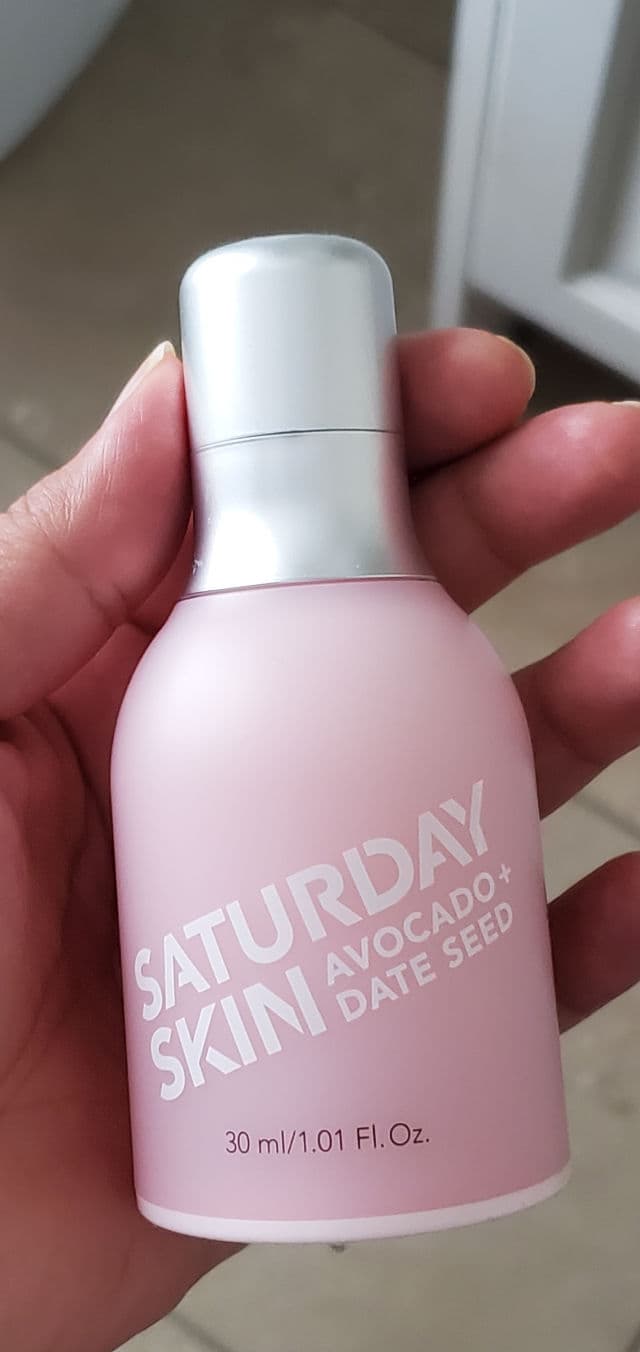 SATURDAY
SKIN
AVOCADO+
DATE SEED
30 ml/1.01 Fl. Oz.